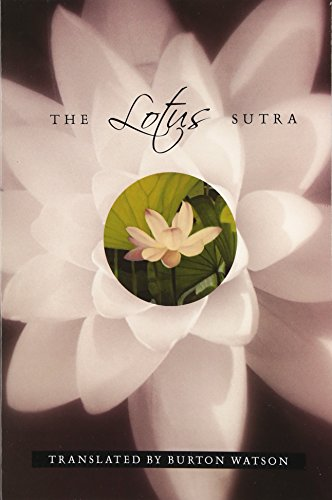 THE Lotus SUTRA
TRANSLATED BY BURTON WATSON